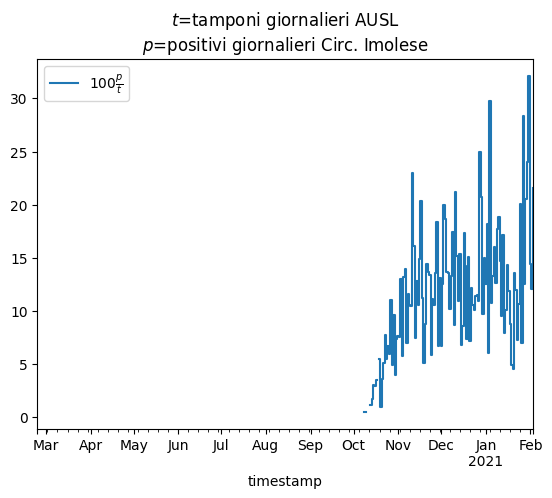 t=tamponi giornalieri AUSL
p=positivi giornalieri Circ. Imolese
100 p/t
30
25
20
15
10
5
0
Mar Apr May Jun Jul Aug Sep Oct Nov Dec Jan Feb
2021
timestamp